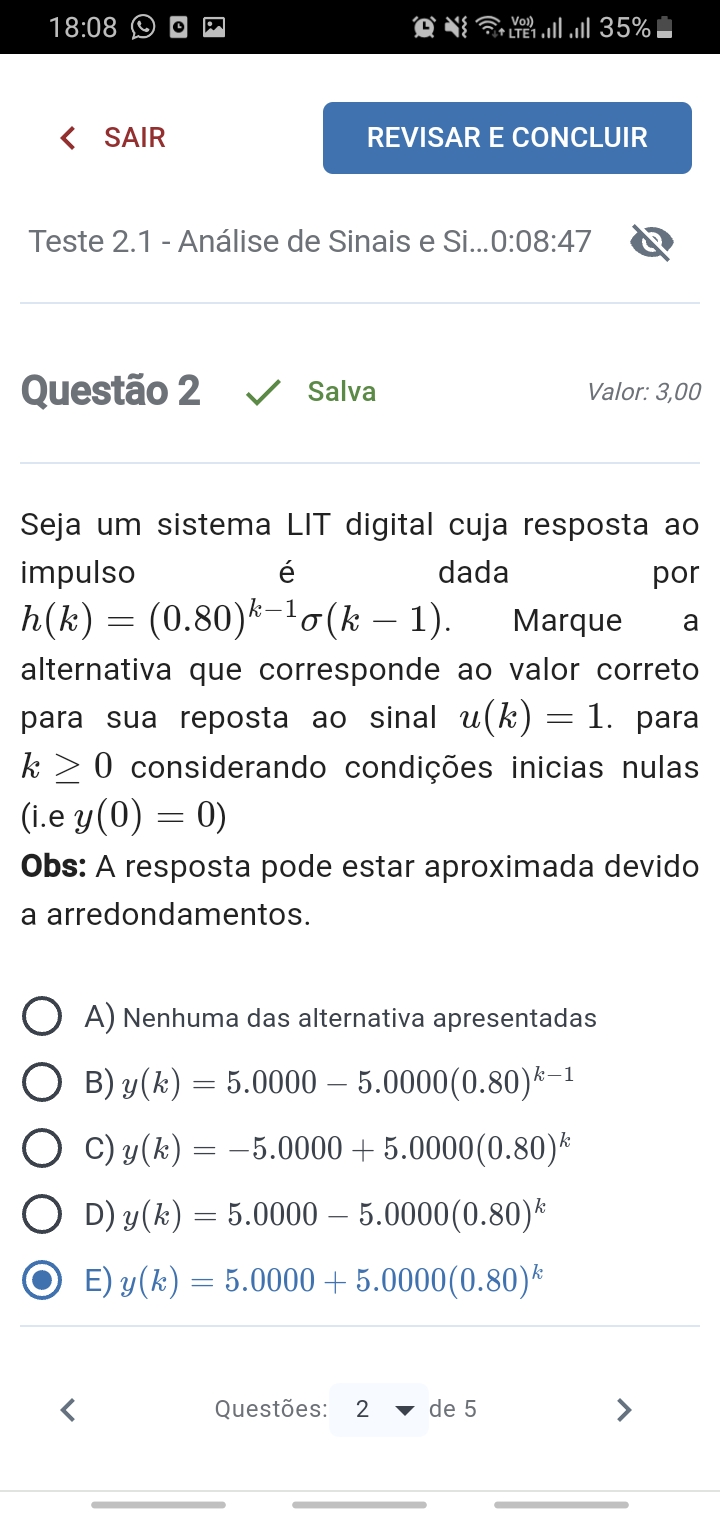 18:08 Vo)) LTE1 35%
SAIR REVISAR E CONCLUIR
Teste 2.1 - Análise de Sinais e Si...0:08:47
Questão 2 Salva Valor: 3,00
Seja um sistema LIT digital cuja resposta ao
impulso é dada por
h(k) = (0.80)^{k−1}σ(k − 1). Marque a
alternativa que corresponde ao valor correto
para sua reposta ao sinal u(k) = 1. para
k ≥ 0 considerando condições inicias nulas
(i.e y(0) = 0)
Obs: A resposta pode estar aproximada devido
a arredondamentos.
A) Nenhuma das alternativa apresentadas
B) y(k) = 5.0000 − 5.0000(0.80)^{k−1}
C) y(k) = −5.0000 + 5.0000(0.80)^k
D) y(k) = 5.0000 − 5.0000(0.80)^k
E) y(k) = 5.0000 + 5.0000(0.80)^k
Questões: 2 de 5